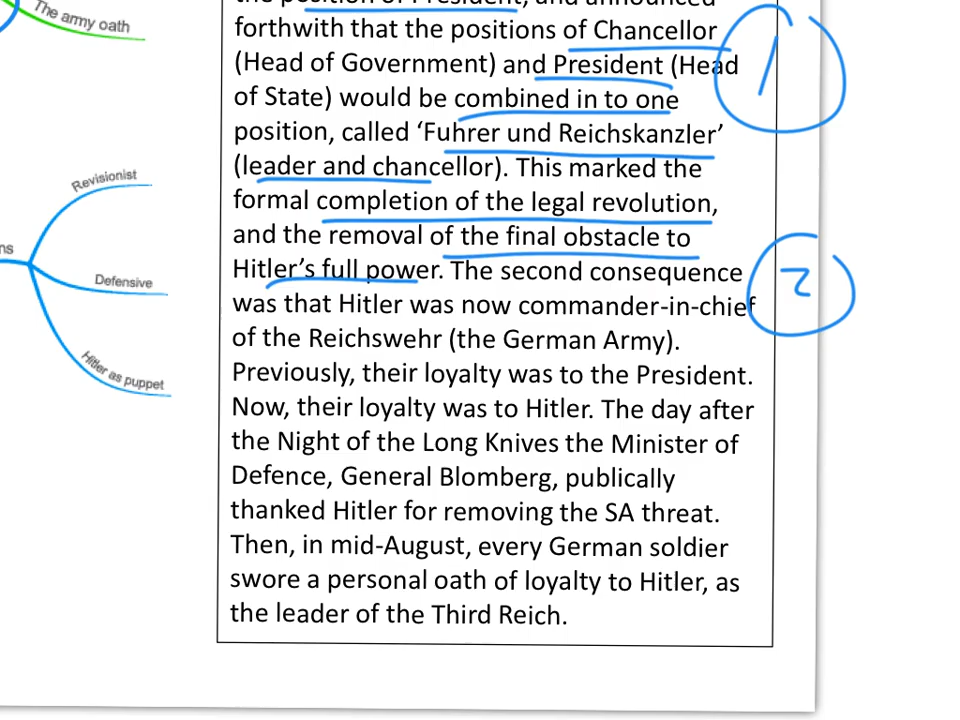 The army oath
the position of President, and announced
forthwith that the positions of Chancellor
(Head of Government) and President (Head
of State) would be combined in to one
position, called ‘Fuhrer und Reichskanzler’
(leader and chancellor). This marked the
formal completion of the legal revolution,
and the removal of the final obstacle to
Hitler’s full power. The second consequence
was that Hitler was now commander-in-chief
of the Reichswehr (the German Army).
Previously, their loyalty was to the President.
Now, their loyalty was to Hitler. The day after
the Night of the Long Knives the Minister of
Defence, General Blomberg, publically
thanked Hitler for removing the SA threat.
Then, in mid-August, every German soldier
swore a personal oath of loyalty to Hitler, as
the leader of the Third Reich.
1
2
Revisionist
Defensive
Hitler as puppet